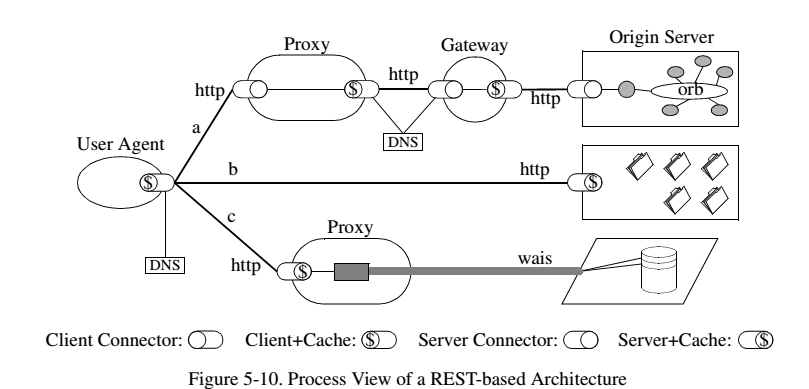 Origin Server
Proxy
Gateway
http
$
http
$
http
orb
a
DNS
User Agent
$
b
http
$
c
Proxy
DNS
http
$
wais
Client Connector:
Client+Cache: $
Server Connector:
Server+Cache: $
Figure 5-10. Process View of a REST-based Architecture